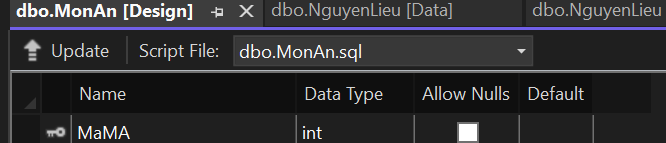 dbo.MonAn [Design] dbo.NguyenLieu [Data] dbo.NguyenLieu
Update Script File: dbo.MonAn.sql
Name Data Type Allow Nulls Default
MaMA int